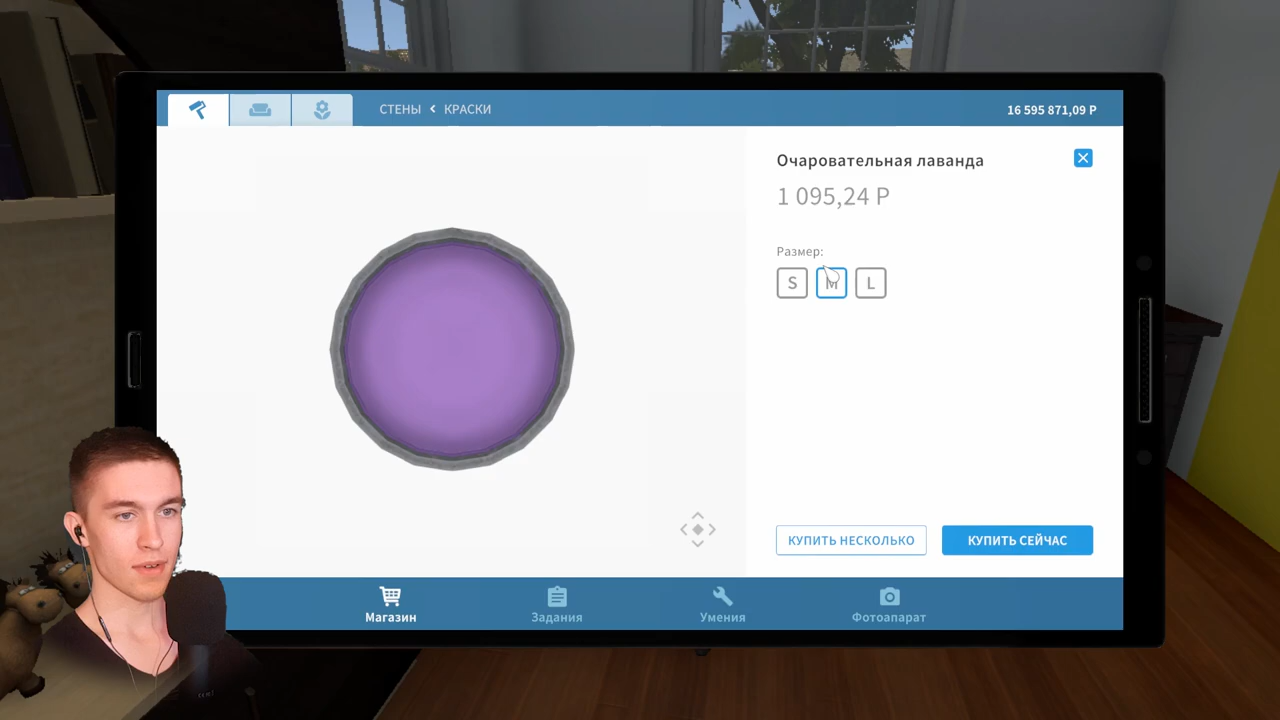 СТЕНЫ < КРАСКИ
16 595 871,09 Р
Очаровательная лаванда
1 095,24 Р
Размер:
S M L
КУПИТЬ НЕСКОЛЬКО
КУПИТЬ СЕЙЧАС
Магазин
Задания
Умения
Фотоапарат